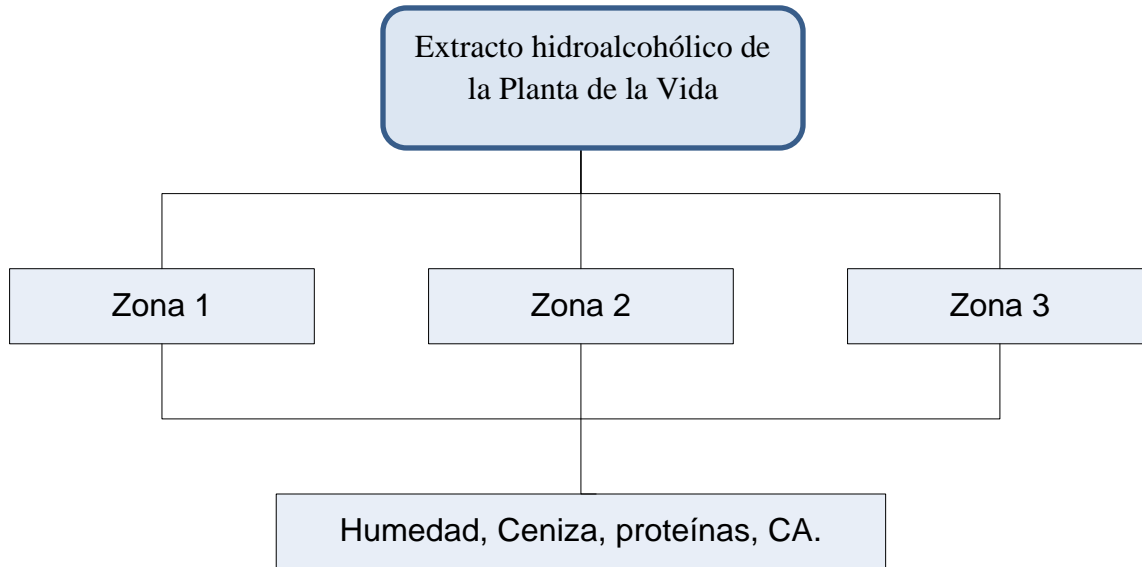 Extracto hidroalcohólico de
la Planta de la Vida
Zona 1
Zona 2
Zona 3
Humedad, Ceniza, proteínas, CA.